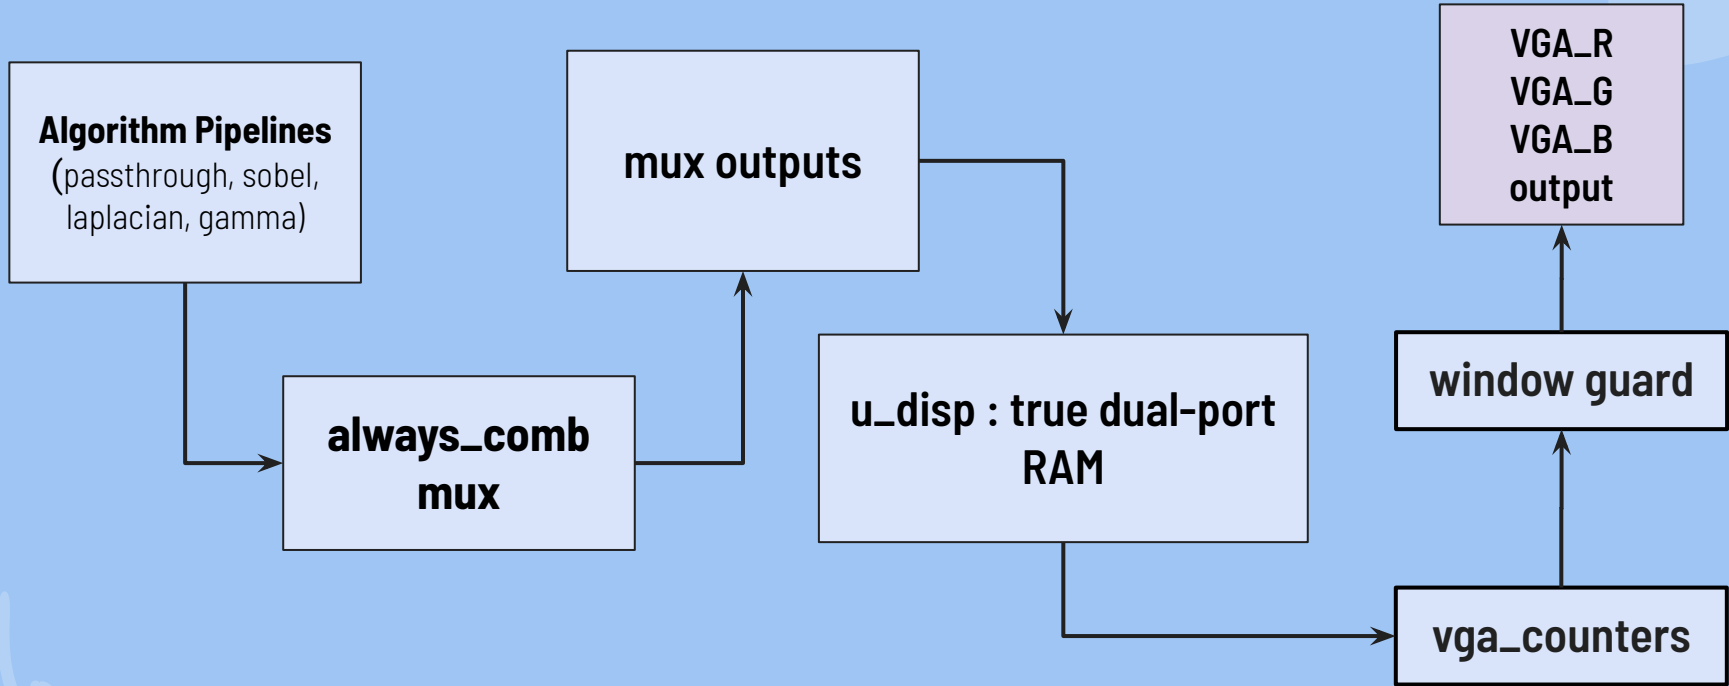 Algorithm Pipelines
(passthrough, sobel,
laplacian, gamma)
always_comb
mux
mux outputs
u_disp : true dual-port
RAM
vga_counters
window guard
VGA_R
VGA_G
VGA_B
output